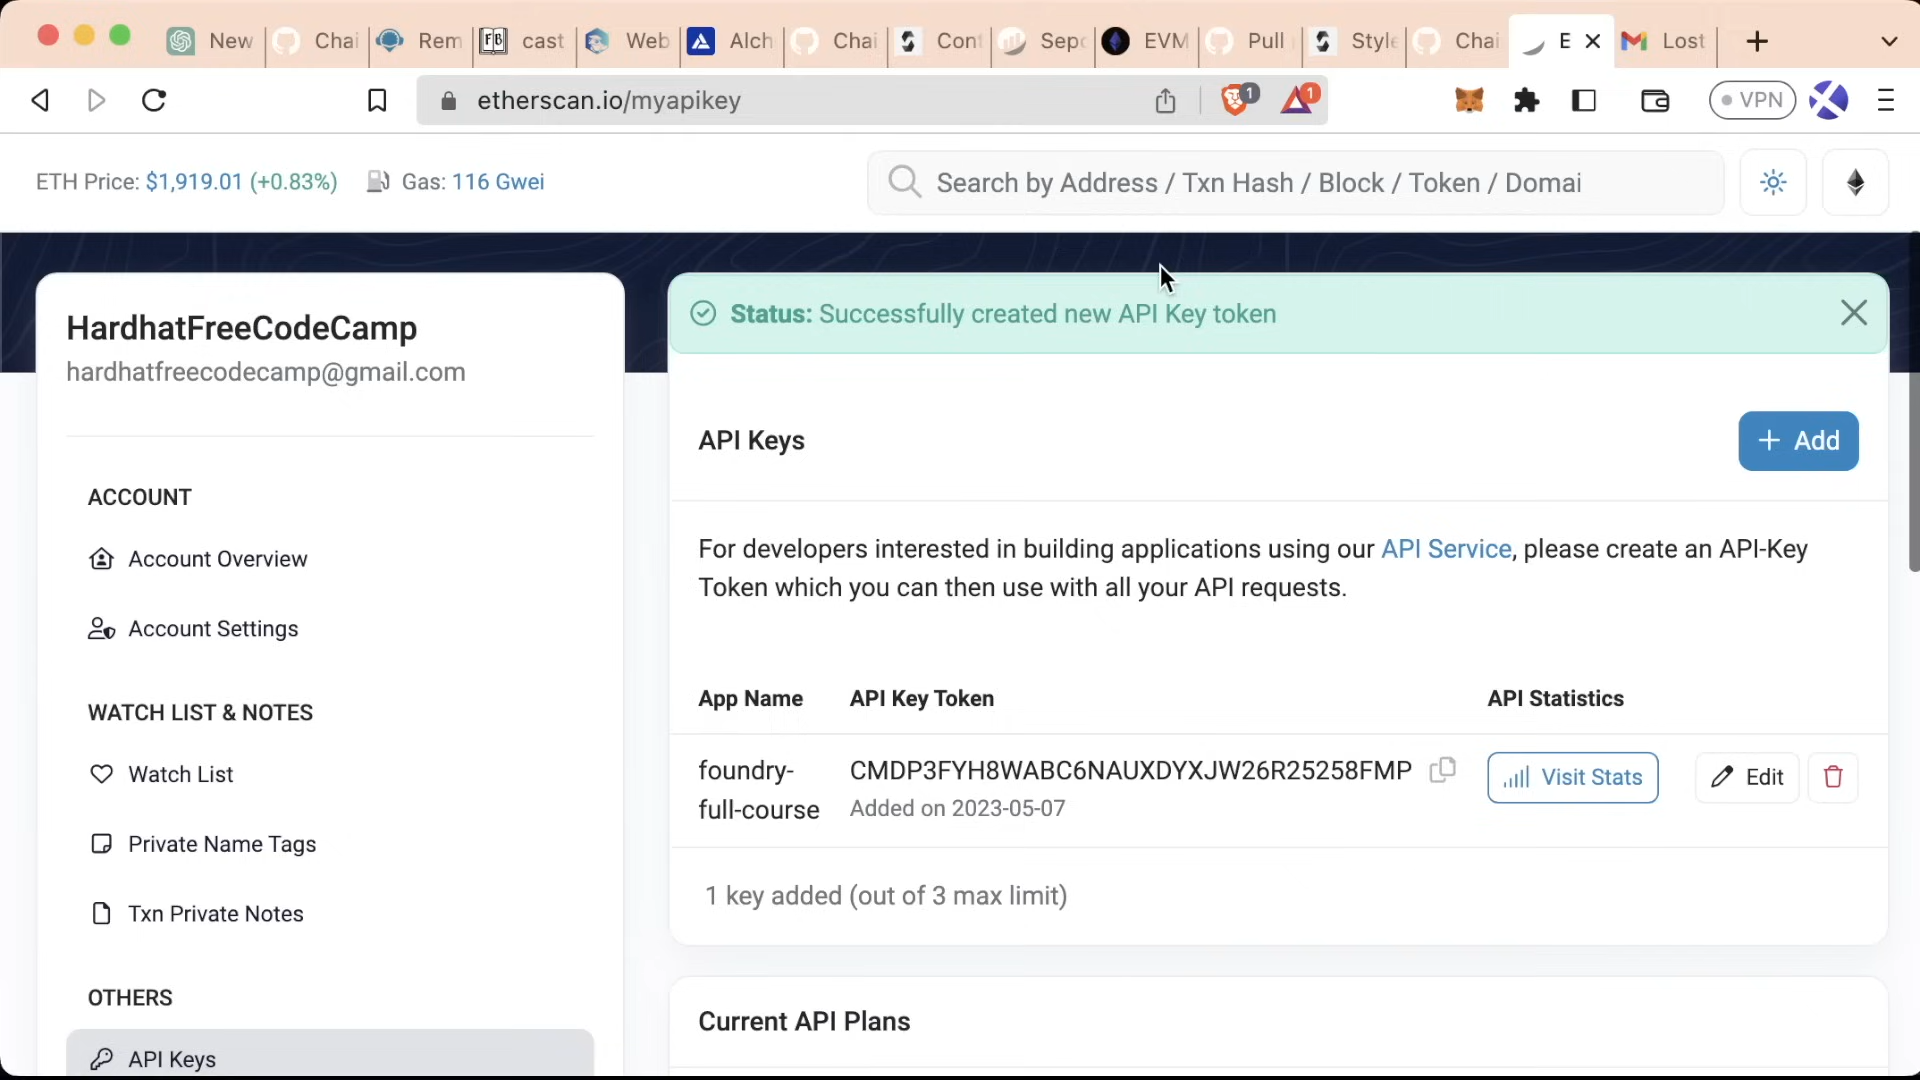 New
Chai
Rem
cast
Web
Alch
Chai
Cont
Sepo
EVM
Pull
Style
Chai
E
Lost
etherscan.io/myapikey
1
1
VPN
ETH Price: $1,919.01 (+0.83%)
Gas: 116 Gwei
Search by Address / Txn Hash / Block / Token / Domai
HardhatFreeCodeCamp
hardhatfreecodecamp@gmail.com
ACCOUNT
Account Overview
Account Settings
WATCH LIST & NOTES
Watch List
Private Name Tags
Txn Private Notes
OTHERS
API Keys
Status: Successfully created new API Key token
API Keys
+ Add
For developers interested in building applications using our API Service, please create an API-Key
Token which you can then use with all your API requests.
App Name
API Key Token
API Statistics
foundry-
full-course
CMDP3FYH8WABC6NAUXDYXJW26R25258FMP
Added on 2023-05-07
Visit Stats
Edit
1 key added (out of 3 max limit)
Current API Plans